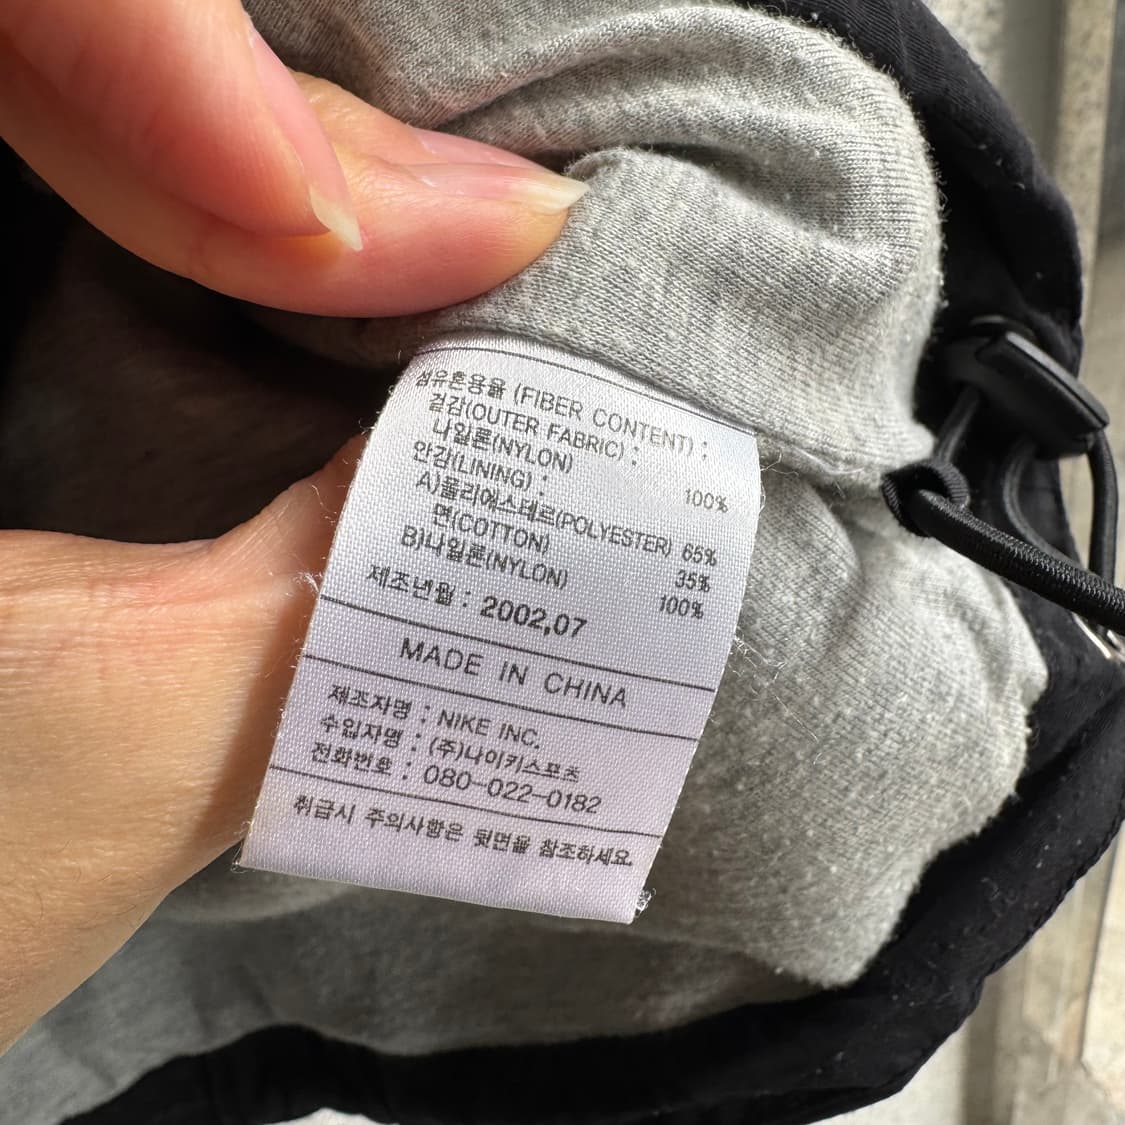 섬유혼용율 (FIBER CONTENT) :
겉감(OUTER FABRIC) :
나일론(NYLON) 100%
안감(LINING) :
A)폴리에스테르(POLYESTER) 65%
면(COTTON) 35%
B)나일론(NYLON) 100%
제조년월 : 2002.07
MADE IN CHINA
제조자명 : NIKE INC.
수입자명 : (주)나이키스포츠
전화번호 : 080-022-0182
취급시 주의사항은 뒷면을 참조하세요.